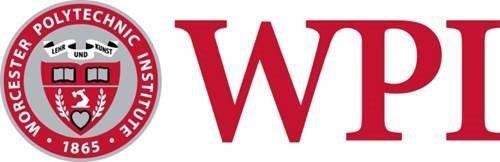 WORCESTER POLYTECHNIC INSTITUTE
LEHR UND KUNST
· 1865 ·
WPI